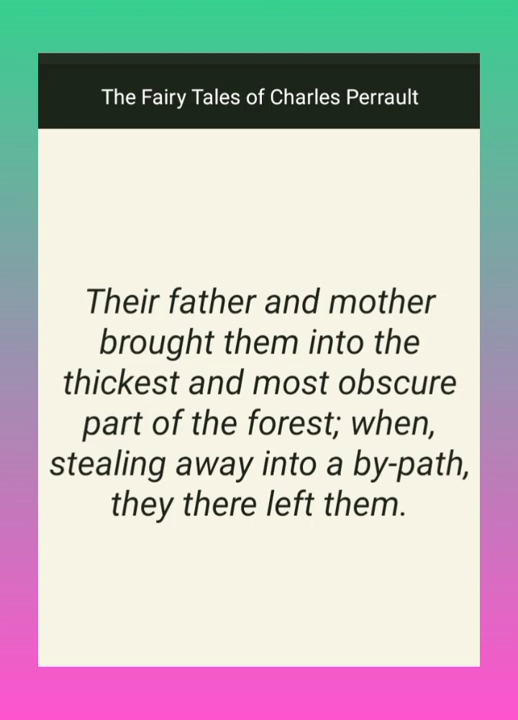 The Fairy Tales of Charles Perrault
Their father and mother
brought them into the
thickest and most obscure
part of the forest; when,
stealing away into a by-path,
they there left them.